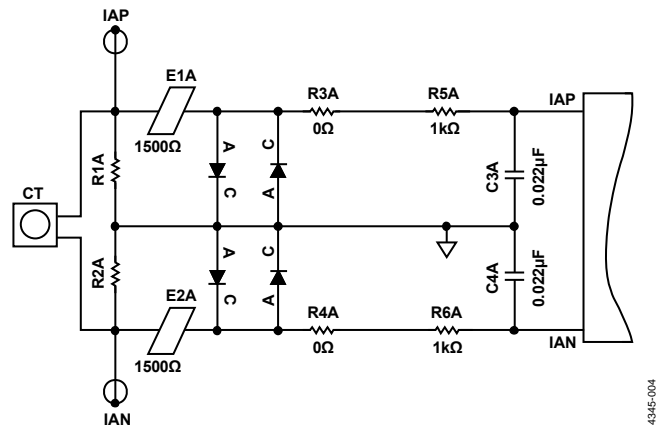 IAP
E1A
1500Ω
R3A
0Ω
R5A
1kΩ
IAP
R1A
A
C
C
A
C3A
0.022µF
CT
R2A
A
C
C
A
C4A
0.022µF
E2A
1500Ω
R4A
0Ω
R6A
1kΩ
IAN
IAN
4345-004